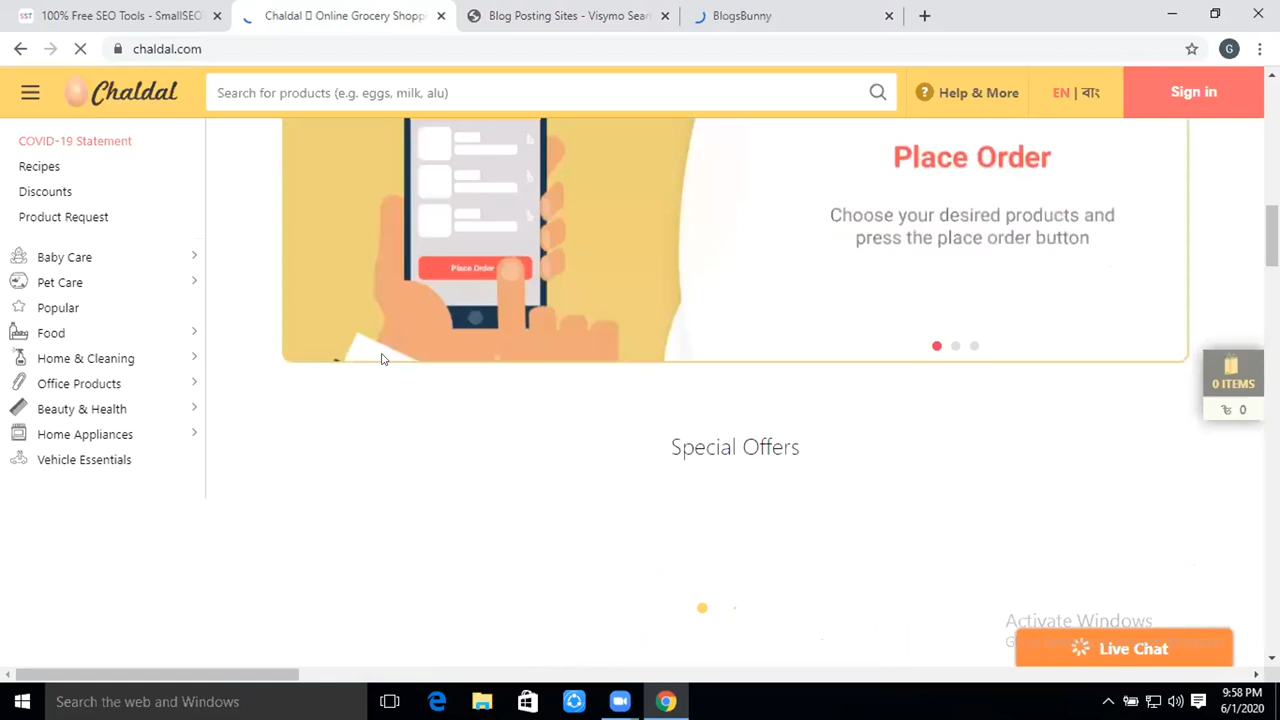 100% Free SEO Tools - SmallSEO
Chaldal Online Grocery Shopp
Blog Posting Sites - Visymo Sear
BlogsBunny
chaldal.com
G
Chaldal
Search for products (e.g. eggs, milk, alu)
? Help & More
EN | বাং
Sign in
COVID-19 Statement
Recipes
Discounts
Product Request
Baby Care
Pet Care
Popular
Food
Home & Cleaning
Office Products
Beauty & Health
Home Appliances
Vehicle Essentials
Place Order
Place Order
Choose your desired products and
press the place order button
0 ITEMS
৳ 0
Special Offers
Activate Windows
Live Chat
Search the web and Windows
9:58 PM
6/1/2020